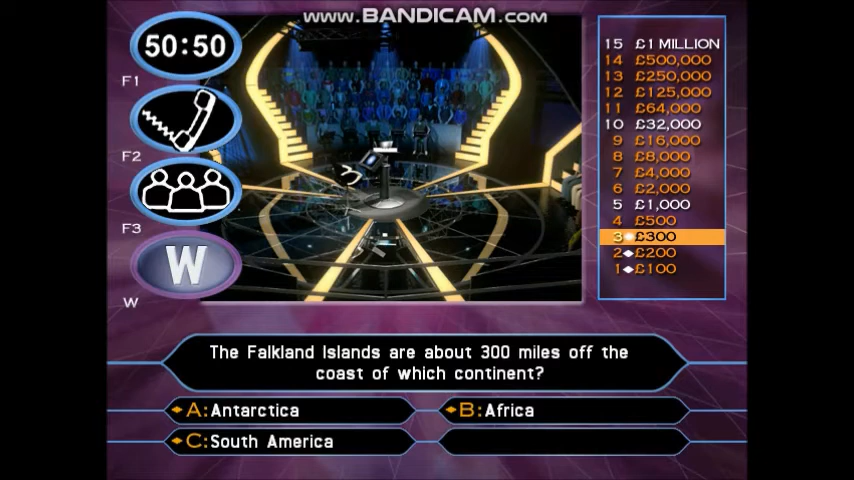 www.BANDICAM.com
50:50
F1
F2
F3
W
W
15 £1 MILLION
14 £500,000
13 £250,000
12 £125,000
11 £64,000
10 £32,000
9 £16,000
8 £8,000
7 £4,000
6 £2,000
5 £1,000
4 £500
3 £300
2 £200
1 £100
The Falkland Islands are about 300 miles off the
coast of which continent?
A: Antarctica
B: Africa
C: South America